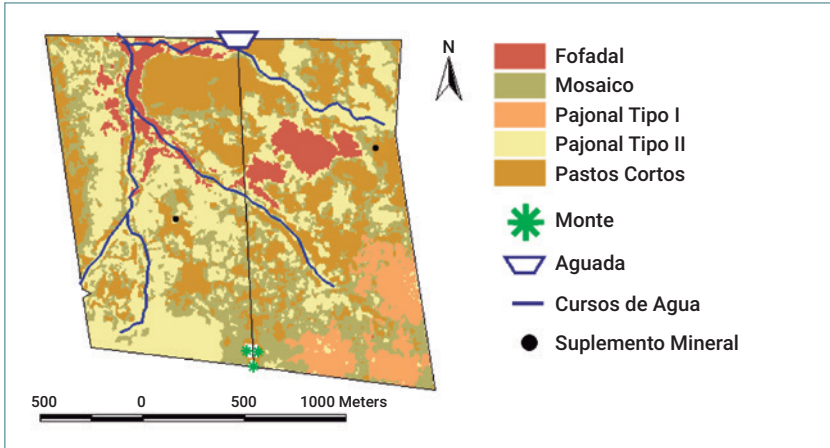 N
Fofadal
Mosaico
Pajonal Tipo I
Pajonal Tipo II
Pastos Cortos
Monte
Aguada
Cursos de Agua
Suplemento Mineral
500 0 500 1000 Meters